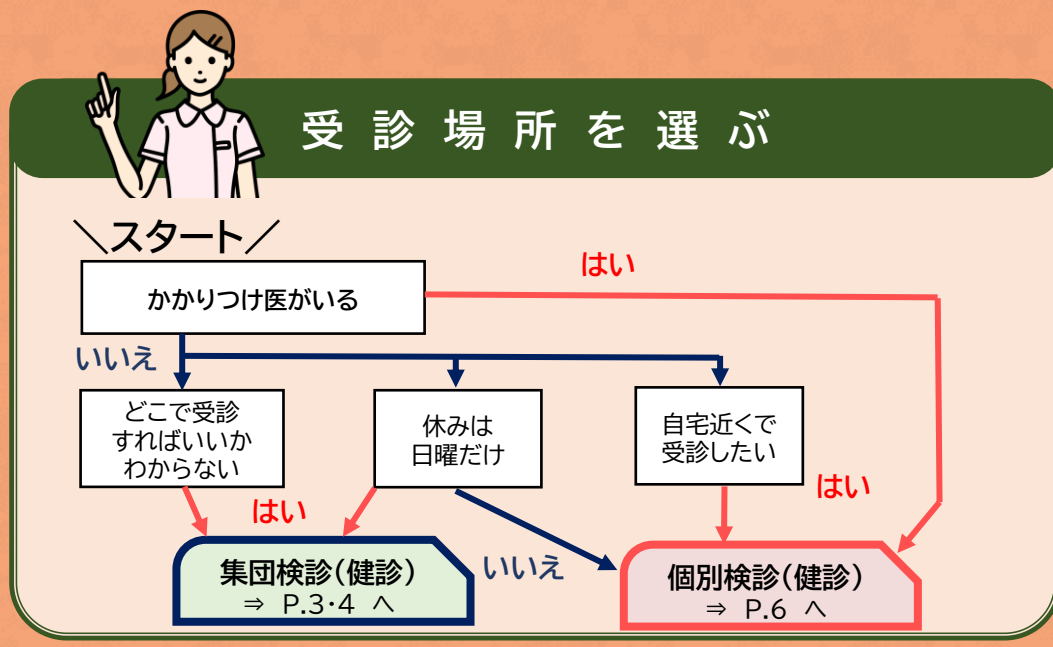 受診場所を選ぶ
＼スタート／
かかりつけ医がいる
はい
いいえ
どこで受診
すればいいか
わからない
休みは
日曜だけ
自宅近くで
受診したい
はい
はい
いいえ
集団検診(健診)
⇒ P.3・4 へ
個別検診(健診)
⇒ P.6 へ